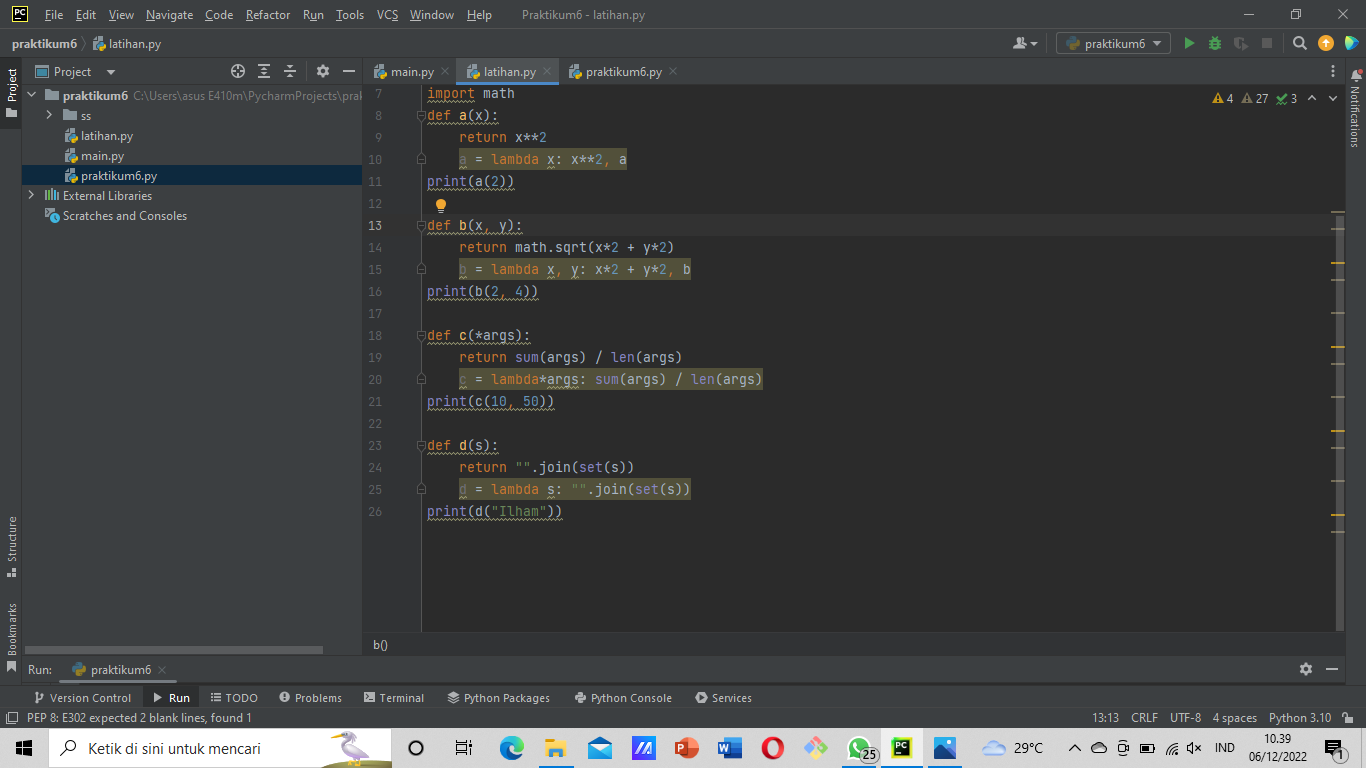 PC File Edit View Navigate Code Refactor Run Tools VCS Window Help Praktikum6 - latihan.py
praktikum6 latihan.py praktikum6
Project
Project
main.py latihan.py praktikum6.py
praktikum6 C:\Users\asus E410m\PycharmProjects\prak
ss
latihan.py
main.py
praktikum6.py
External Libraries
Scratches and Consoles
4 27 3
Notifications
7 import math
8 def a(x):
9 return x**2
10 a = lambda x: x**2, a
11 print(a(2))
12
13 def b(x, y):
14 return math.sqrt(x*2 + y*2)
15 b = lambda x, y: x*2 + y*2, b
16 print(b(2, 4))
17
18 def c(*args):
19 return sum(args) / len(args)
20 c = lambda*args: sum(args) / len(args)
21 print(c(10, 50))
22
23 def d(s):
24 return "".join(set(s))
25 d = lambda s: "".join(set(s))
26 print(d("Ilham"))
Structure
Bookmarks
b()
Run: praktikum6
Version Control Run TODO Problems Terminal Python Packages Python Console Services
PEP 8: E302 expected 2 blank lines, found 1 13:13 CRLF UTF-8 4 spaces Python 3.10
Ketik di sini untuk mencari 25 PC 29°C IND 10.39
06/12/2022 1